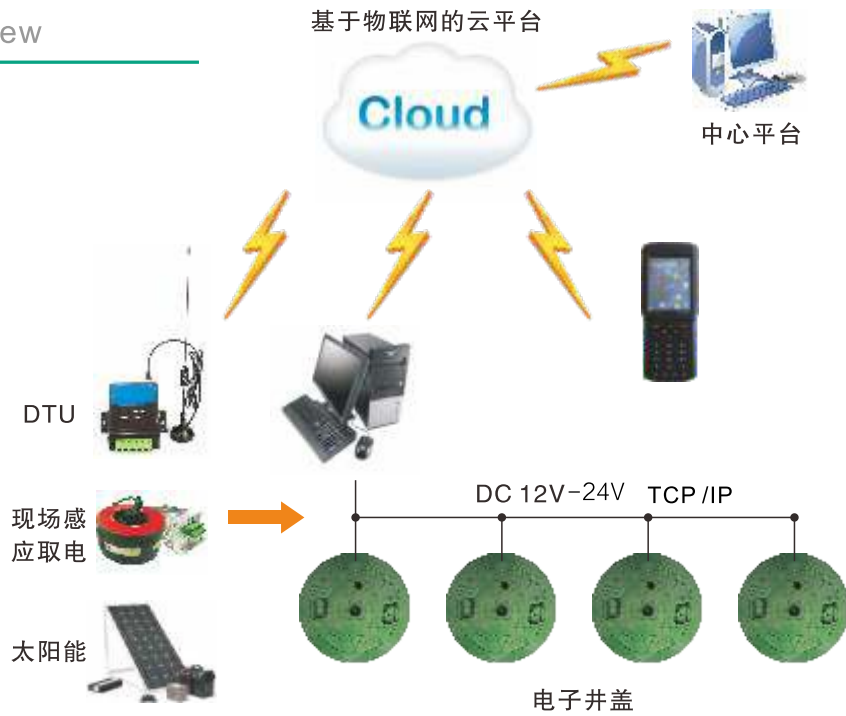 ew
基于物联网的云平台
Cloud
中心平台
DTU
DC 12V-24V TCP/IP
现场感
应取电
太阳能
电子井盖